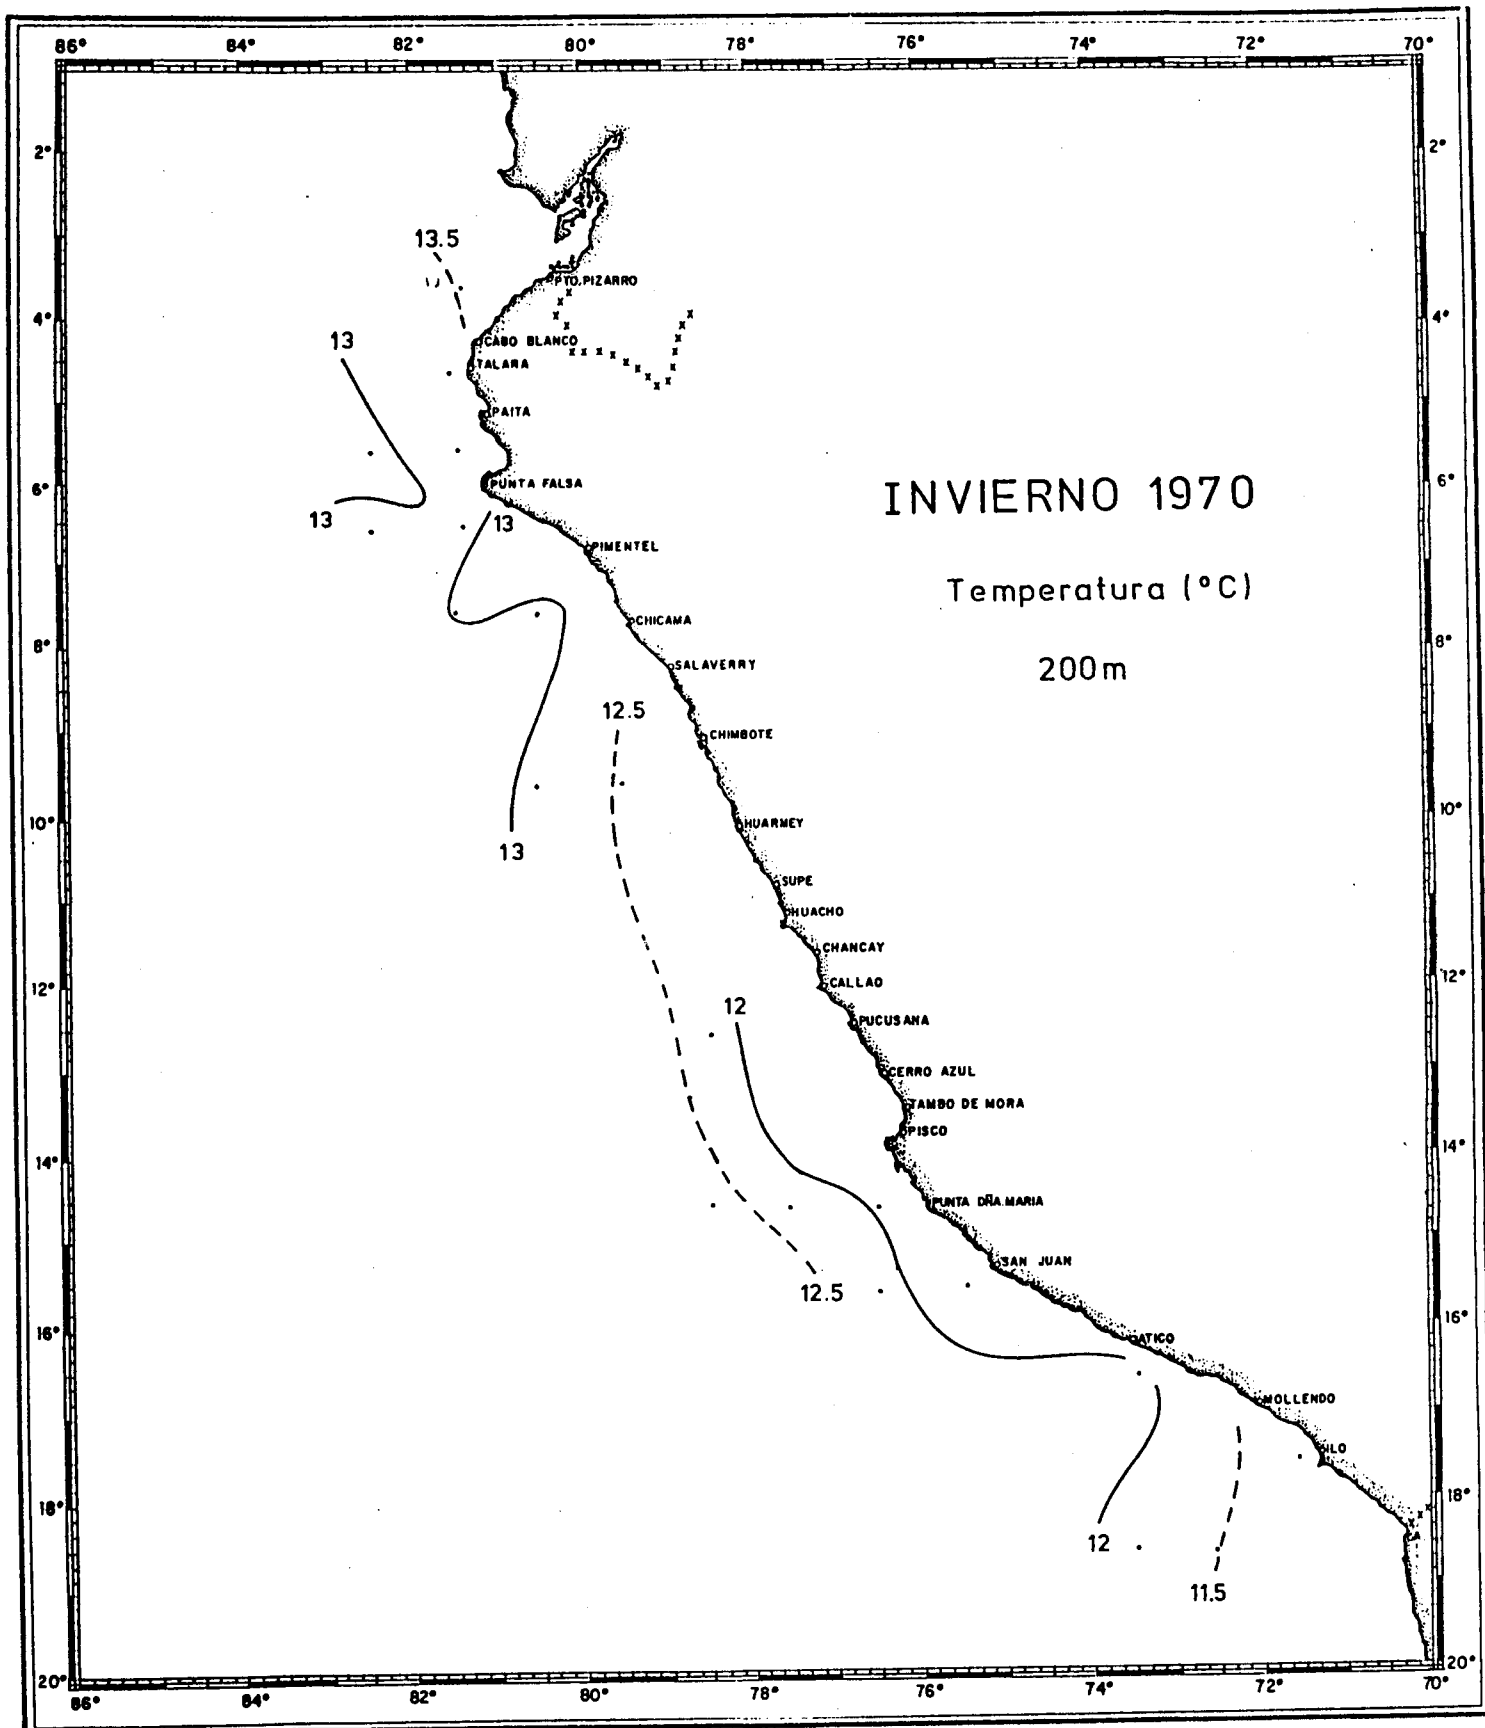 86° 84° 82° 80° 78° 76° 74° 72° 70°
2° 2°
13.5
PTO. PIZARRO
4° 4°
13
CABO BLANCO
TALARA
PAITA
6° PUNTA FALSA 6°
INVIERNO 1970
13 13
PIMENTEL
Temperatura (°C)
CHICAMA
8° 8°
SALAVERRY
200m
12.5
CHIMBOTE
10° HUARMEY 10°
13
SUPE
HUACHO
CHANCAY
12° CALLAO 12°
12
PUCUSANA
CERRO AZUL
TAMBO DE MORA
PISCO
14° 14°
PUNTA DÑA. MARIA
SAN JUAN
12.5
16° 16°
ATICO
MOLLENDO
ILO
18° 18°
12
11.5
20° 20°
86° 84° 82° 80° 78° 76° 74° 72° 70°